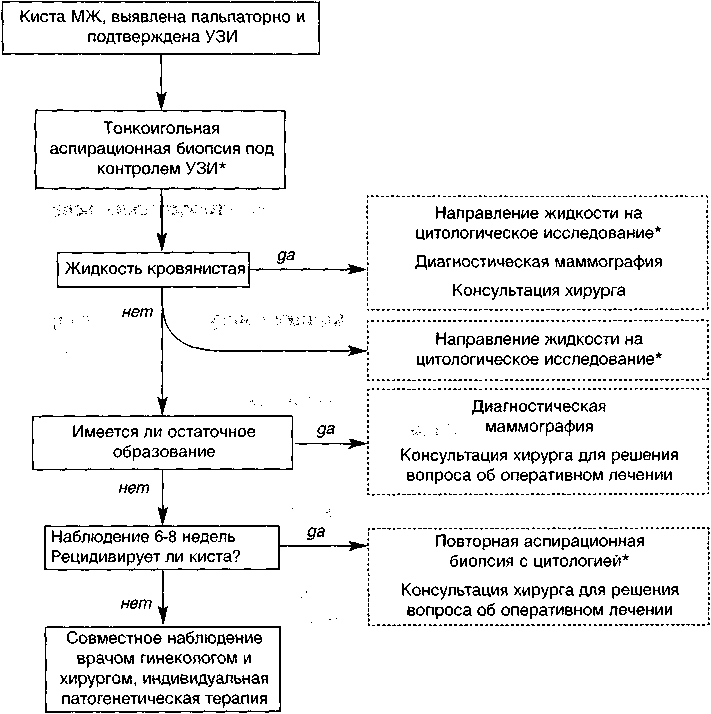 Киста МЖ, выявлена пальпаторно и
подтверждена УЗИ
Тонкоигольная
аспирационная биопсия под
контролем УЗИ*
Жидкость кровянистая
да
Направление жидкости на
цитологическое исследование*
Диагностическая маммография
Консультация хирурга
нет
Направление жидкости на
цитологическое исследование*
Имеется ли остаточное
образование
да
Диагностическая
маммография
Консультация хирурга для решения
вопроса об оперативном лечении
нет
Наблюдение 6-8 недель
Рецидивирует ли киста?
да
Повторная аспирационная
биопсия с цитологией*
Консультация хирурга для решения
вопроса об оперативном лечении
нет
Совместное наблюдение
врачом гинекологом и
хирургом, индивидуальная
патогенетическая терапия